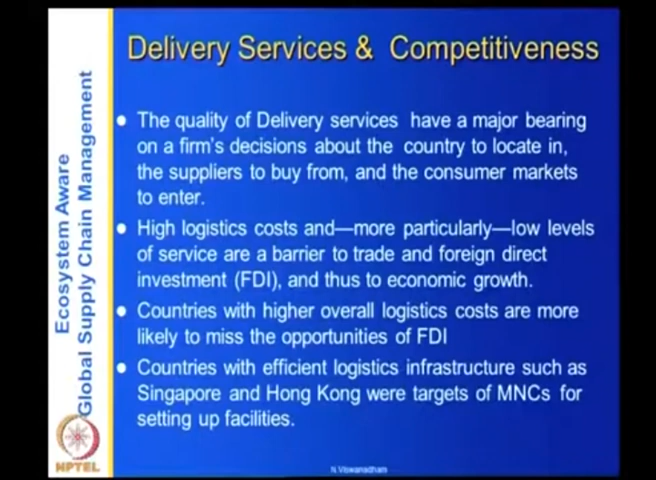 Delivery Services & Competitiveness
The quality of Delivery services have a major bearing
on a firm's decisions about the country to locate in,
the suppliers to buy from, and the consumer markets
to enter.
High logistics costs and—more particularly—low levels
of service are a barrier to trade and foreign direct
investment (FDI), and thus to economic growth.
Countries with higher overall logistics costs are more
likely to miss the opportunities of FDI
Countries with efficient logistics infrastructure such as
Singapore and Hong Kong were targets of MNCs for
setting up facilities.
Ecosystem Aware
Global Supply Chain Management
NPTEL
N.Viswanadham